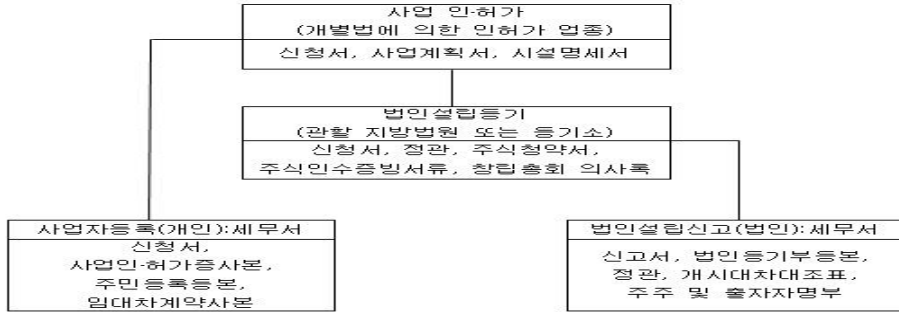 사업 인·허가
(개별법에 의한 인허가 업종)
신청서, 사업계획서, 시설명세서
법인설립등기
(관할 지방법원 또는 등기소)
신청서, 정관, 주식청약서,
주식인수증빙서류, 창립총회 의사록
사업자등록(개인):세무서
신청서,
사업인·허가증사본,
주민등록등본,
임대차계약사본
법인설립신고(법인):세무서
신고서, 법인등기부등본,
정관, 개시대차대조표,
주주 및 출자자명부